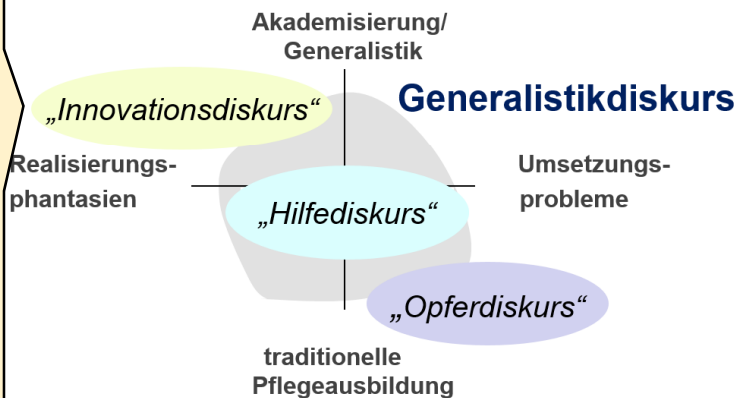 Akademisierung/
Generalistik
„Innovationsdiskurs“
Generalistikdiskurs
Realisierungs-
phantasien
Umsetzungs-
probleme
„Hilfediskurs“
„Opferdiskurs“
traditionelle
Pflegeausbildung